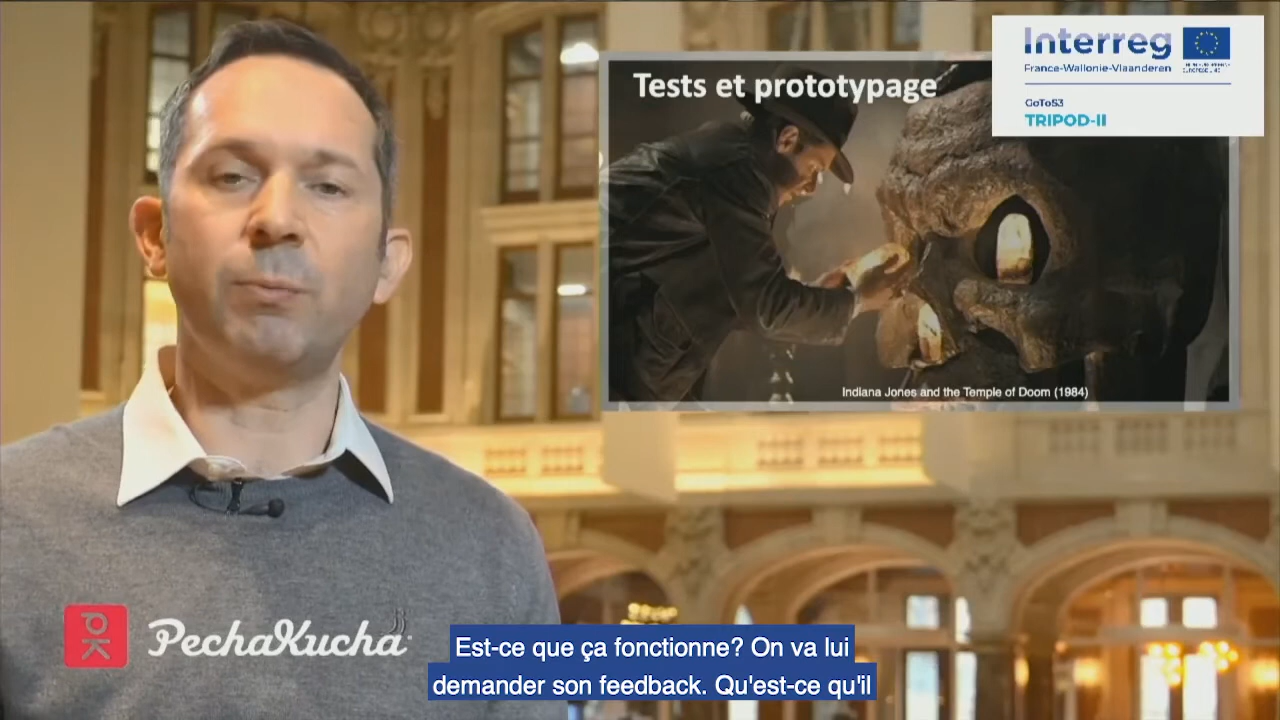 Tests et prototypage
Interreg
France-Wallonie-Vlaanderen
GoToS3
TRIPOD-II
Indiana Jones and the Temple of Doom (1984)
PK
PechaKucha
Est-ce que ça fonctionne? On va lui
demander son feedback. Qu'est-ce qu'il